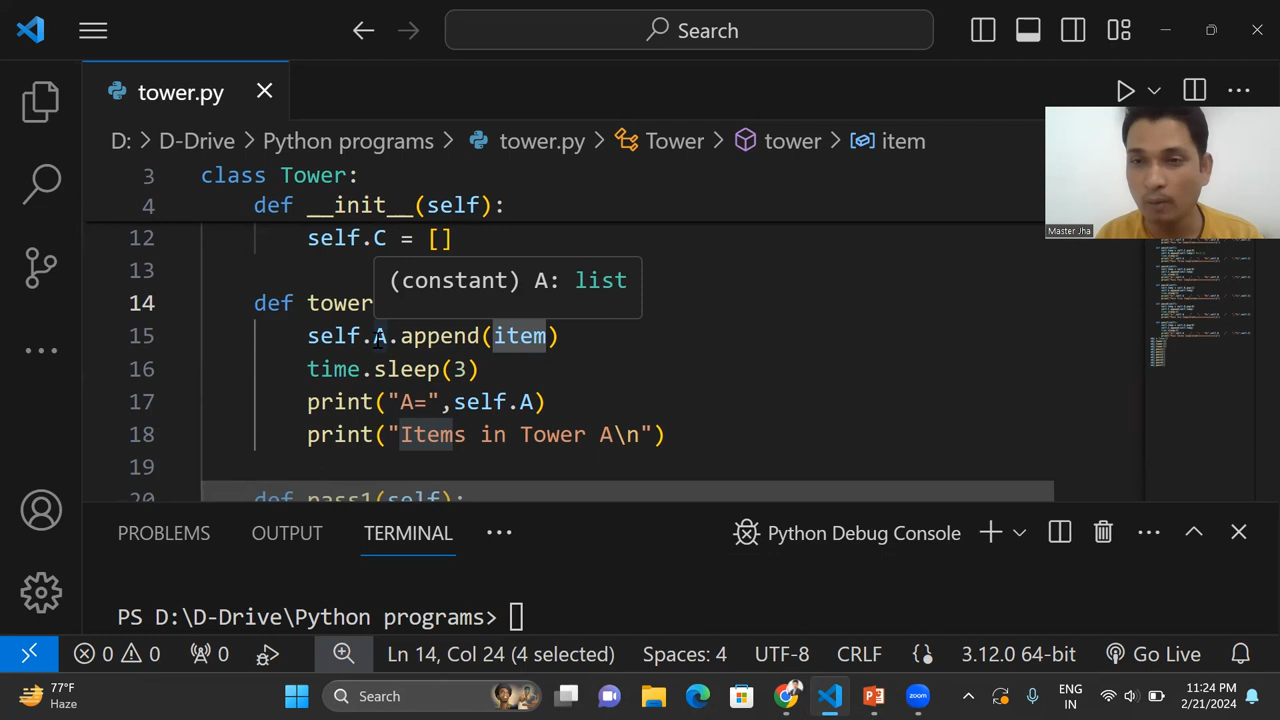 Search
tower.py
D: > D-Drive > Python programs > tower.py > Tower > tower > item
3 class Tower:
4 def __init__(self):
12 self.C = []
13
(constant) A: list
14 def tower
15 self.A.append(item)
16 time.sleep(3)
17 print("A=",self.A)
18 print("Items in Tower A\n")
19
20 def pass1(self):
Master Jha
PROBLEMS OUTPUT TERMINAL Python Debug Console
PS D:\D-Drive\Python programs>
0 0 0 Ln 14, Col 24 (4 selected) Spaces: 4 UTF-8 CRLF 3.12.0 64-bit Go Live
77°F
Haze
Search
zoom
ENG
IN
11:24 PM
2/21/2024